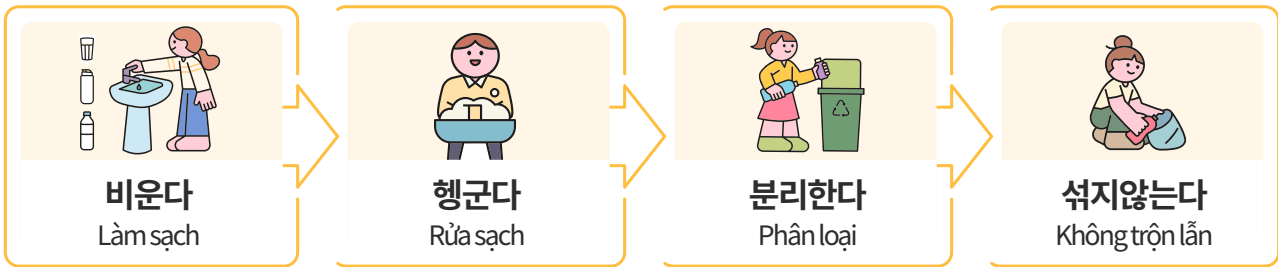 비운다
Làm sạch
헹군다
Rửa sạch
분리한다
Phân loại
섞지않는다
Không trộn lẫn